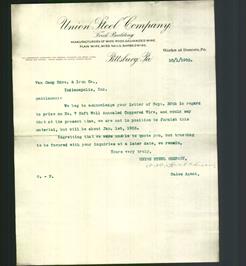 Union Steel Company,
Frick Building
MANUFACTURERS OF WIRE RODS, GALVANIZED WIRE,
PLAIN WIRE, WIRE NAILS & BARBED WIRE.
Works at Donora, Pa.
Pittsburg, Pa
10/1/1902.
Van Camp Hdwe. & Iron Co.,
Indianapolis, Ind.
Gentlemen:-
We beg to acknowledge your letter of Sept. 30th in regard
to price on No. 7 Soft Well Annealed Coppered Wire, and would say
that at the present time, we are not in position to furnish this
material, but will be about Jan. 1st, 1903.
Regretting that we were unable to quote you, but trusting
to be favored with your inquiries at a later date, we remain,
Yours very truly,
UNION STEEL COMPANY,
Sales Agent.